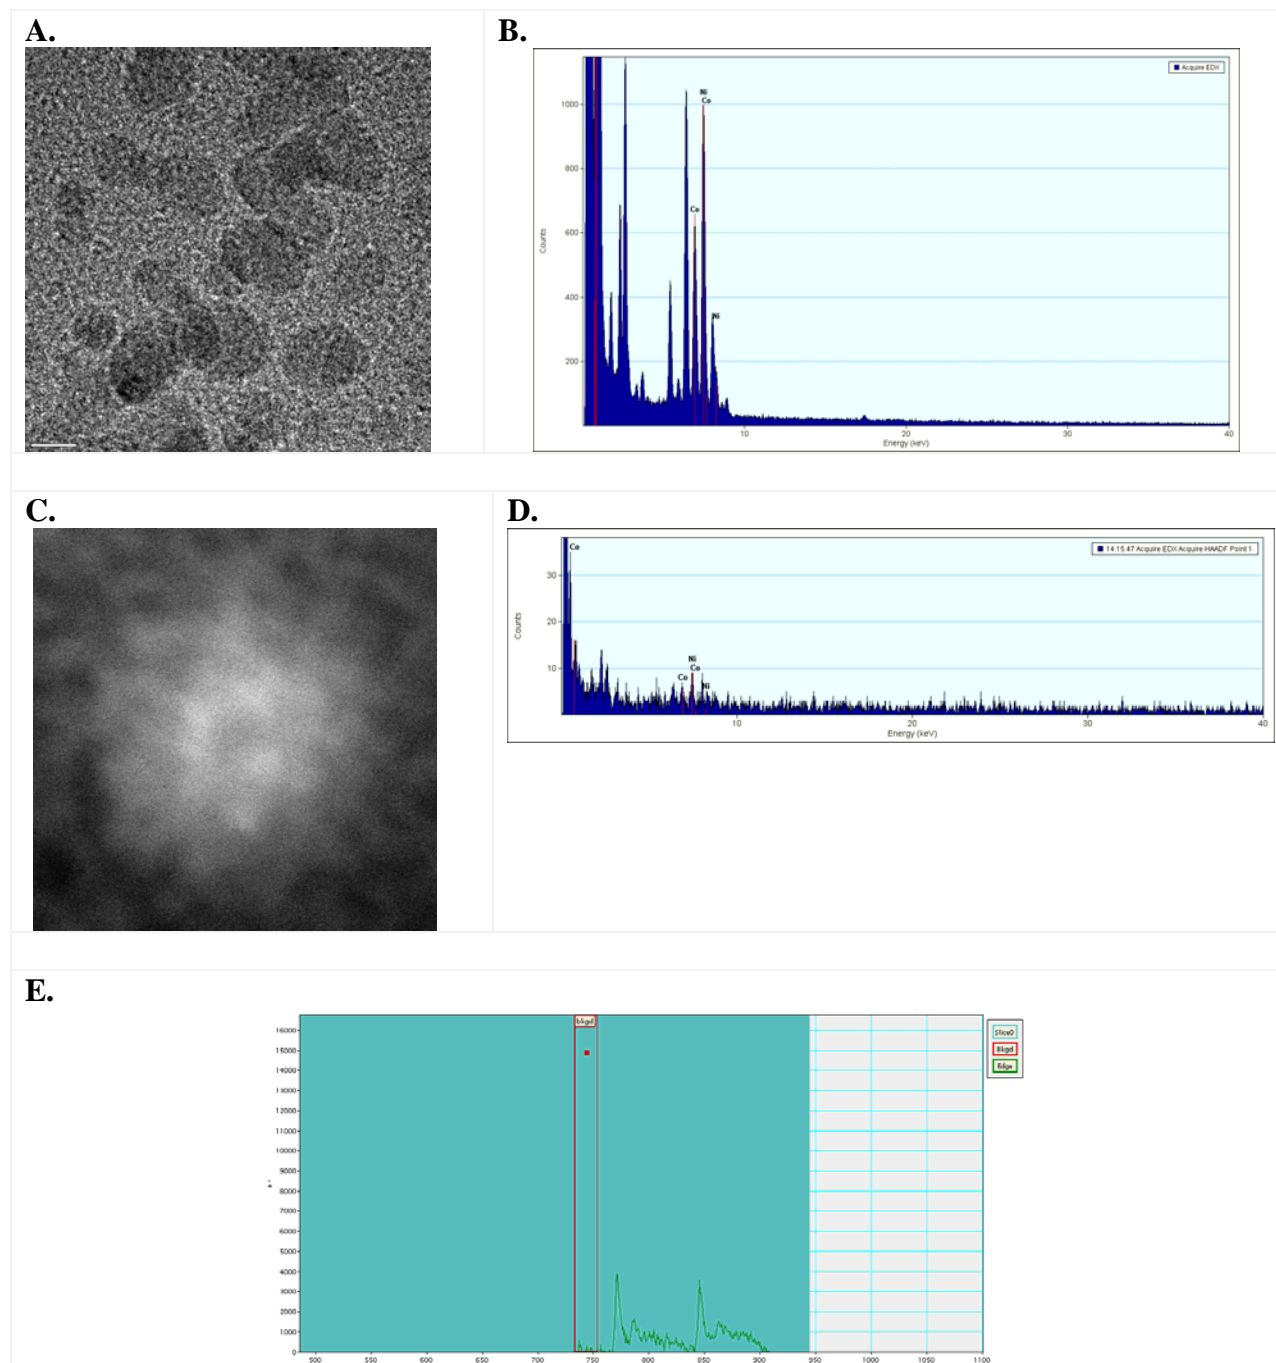 A.
B.
Acquire EDX
Ni
Co
Co
Ni
1000
800
600
400
200
Counts
10
20
30
40
Energy (keV)
C.
D.
14.15.47 Acquire EDX Acquire HAADF Point 1
Co
30
20
10
Ni
Co
Co
Ni
Counts
10
20
30
40
Energy (keV)
E.
bkgd
Slice0
Bkgd
Edge
16000
15000
14000
13000
12000
11000
10000
9000
8000
7000
6000
5000
4000
3000
2000
1000
0
500
550
600
650
700
750
800
850
900
950
1000
1050
1100